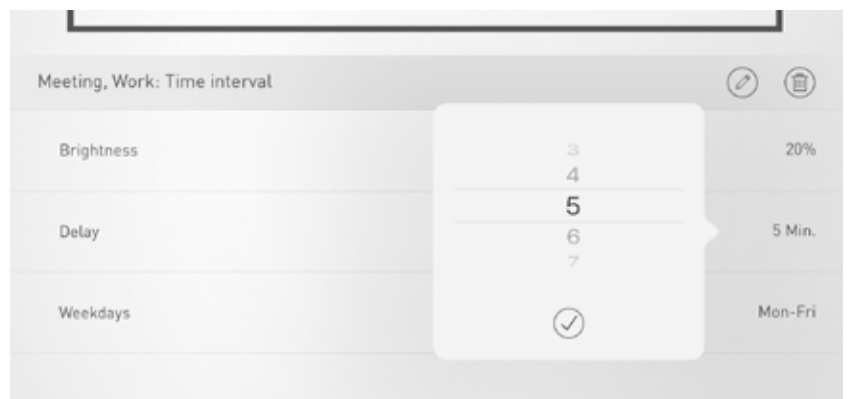 Meeting, Work: Time interval
Brightness
20%
3
4
5
6
7
Delay
5 Min.
Weekdays
Mon-Fri